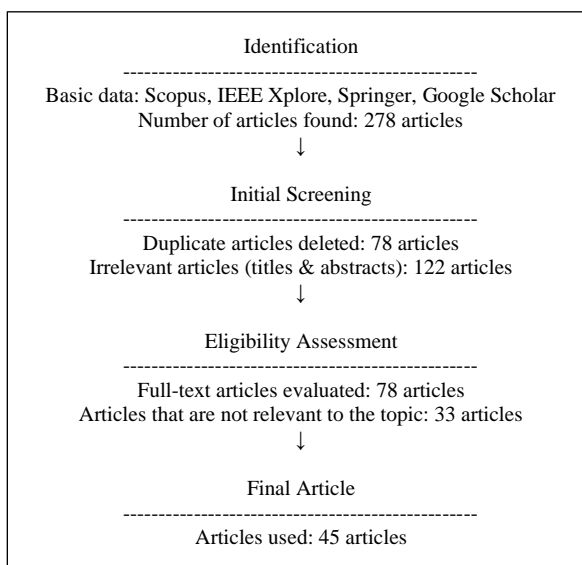 Identification
-------------------------------------------------
Basic data: Scopus, IEEE Xplore, Springer, Google Scholar
Number of articles found: 278 articles
↓
Initial Screening
-------------------------------------------------
Duplicate articles deleted: 78 articles
Irrelevant articles (titles & abstracts): 122 articles
↓
Eligibility Assessment
-------------------------------------------------
Full-text articles evaluated: 78 articles
Articles that are not relevant to the topic: 33 articles
↓
Final Article
-------------------------------------------------
Articles used: 45 articles